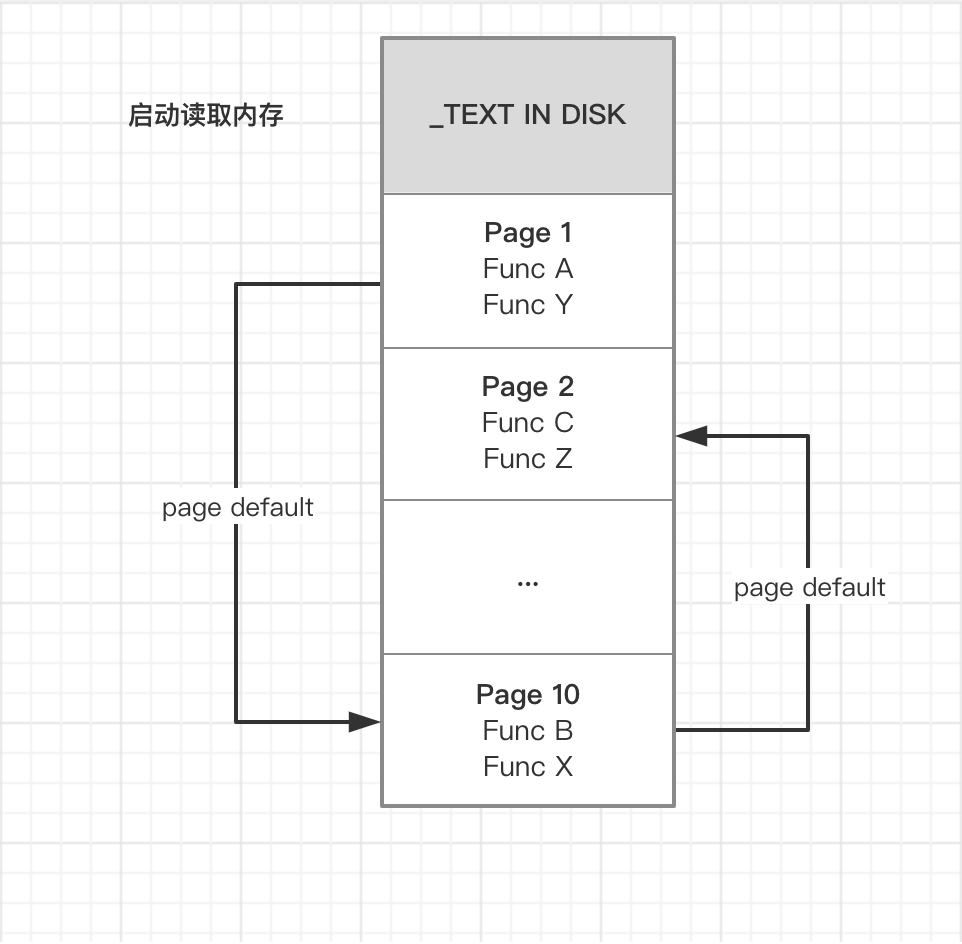 启动读取内存
_TEXT IN DISK
Page 1
Func A
Func Y
Page 2
Func C
Func Z
page default
...
page default
Page 10
Func B
Func X